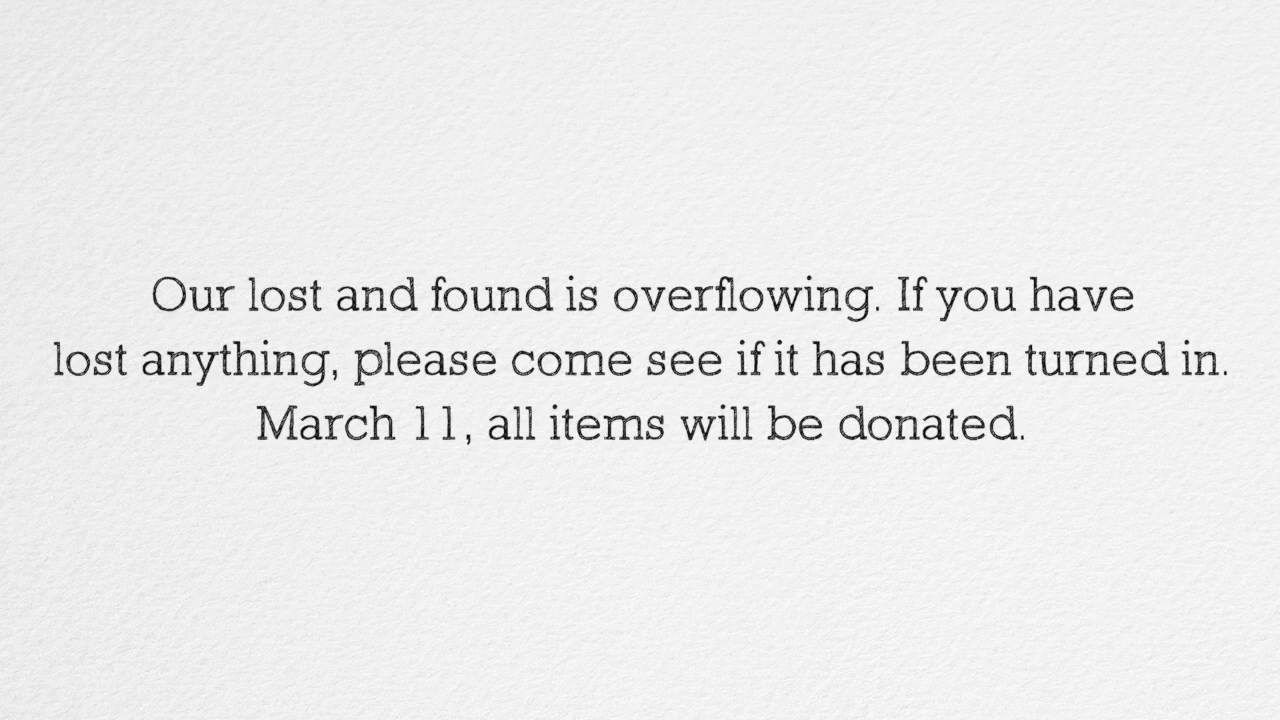 Our lost and found is overflowing. If you have
lost anything, please come see if it has been turned in.
March 11, all items will be donated.